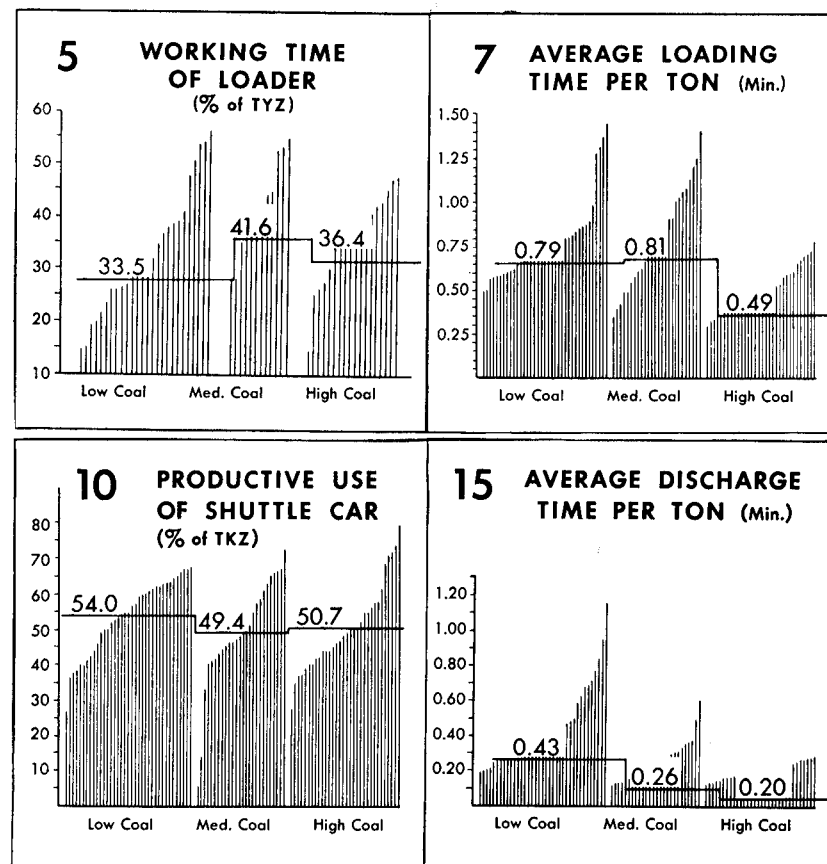 5 WORKING TIME
OF LOADER
(% of TYZ)
60
50
40
30
20
10
33.5
41.6
36.4
Low Coal Med. Coal High Coal
7 AVERAGE LOADING
TIME PER TON (Min.)
1.50
1.25
1.00
0.75
0.50
0.25
0.79
0.81
0.49
Low Coal Med. Coal High Coal
10 PRODUCTIVE USE
OF SHUTTLE CAR
(% of TKZ)
80
70
60
50
40
30
20
10
54.0
49.4
50.7
Low Coal Med. Coal High Coal
15 AVERAGE DISCHARGE
TIME PER TON (Min.)
1.20
1.00
0.80
0.60
0.40
0.20
0.43
0.26
0.20
Low Coal Med. Coal High Coal